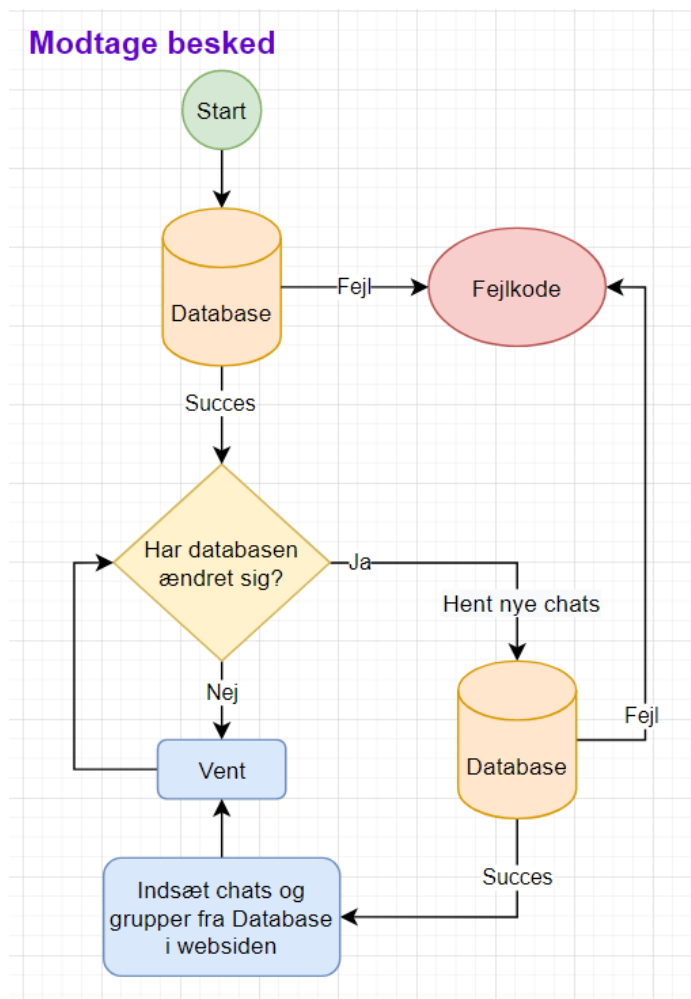 Modtage besked
Start
Database
Fejl
Fejlkode
Succes
Har databasen
ændret sig?
Ja
Hent nye chats
Nej
Fejl
Vent
Database
Succes
Indsæt chats og
grupper fra Database
i websiden